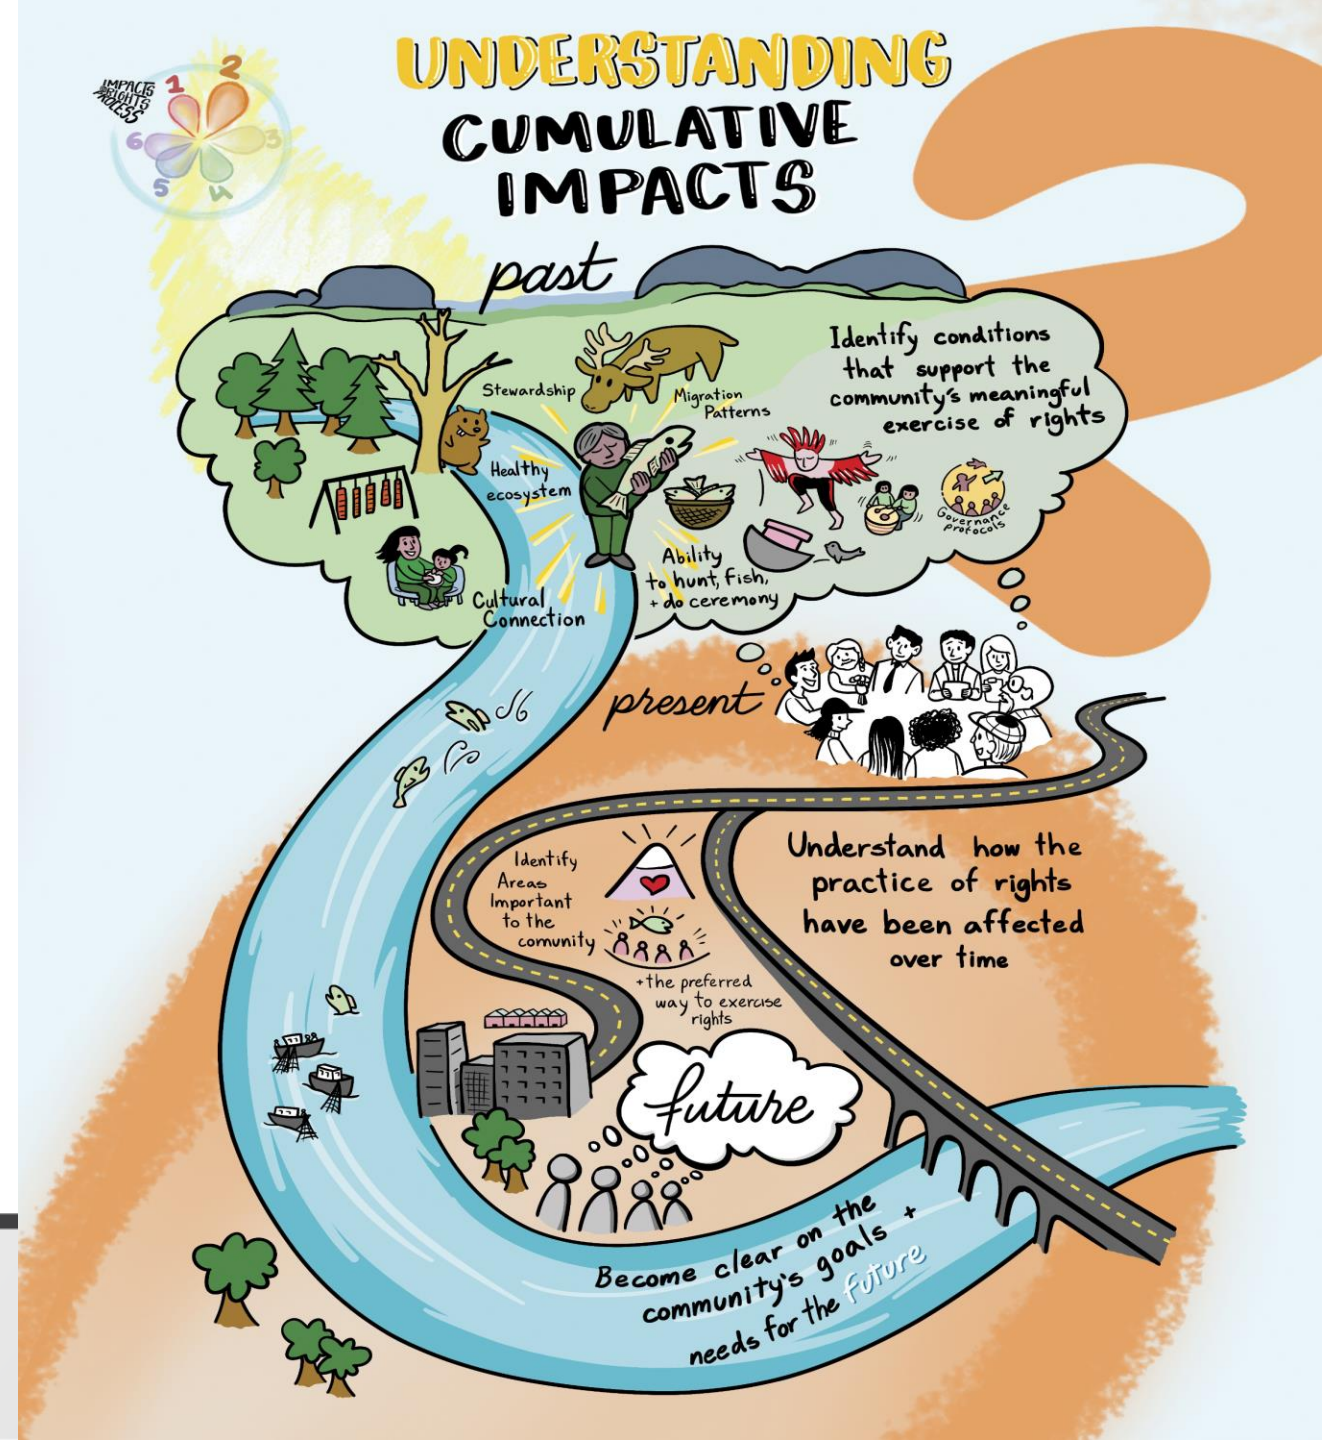 IMPACTS
RIGHTS
PROCESS
1
2
3
4
5
6
UNDERSTANDING
CUMULATIVE
IMPACTS
past
Identify conditions
that support the
community's meaningful
exercise of rights
Stewardship
Migration
Patterns
Healthy
ecosystem
Governance
protocols
Ability
to hunt, fish,
+ do ceremony
Cultural
Connection
present
Identify
Areas
Important
to the
comunity
+the preferred
way to exercise
rights
Understand how the
practice of rights
have been affected
over time
future
Become clear on the
community's goals +
needs for the future